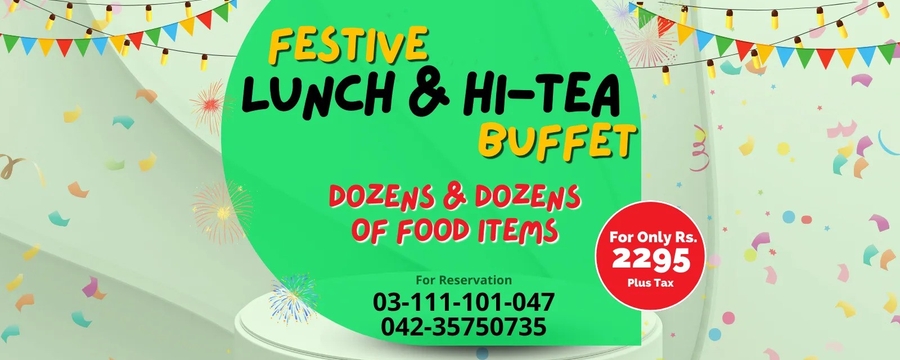 FESTIVE
LUNCH & HI-TEA
BUFFET
DOZENS & DOZENS
OF FOOD ITEMS
For Only Rs.
2295
Plus Tax
For Reservation
03-111-101-047
042-35750735